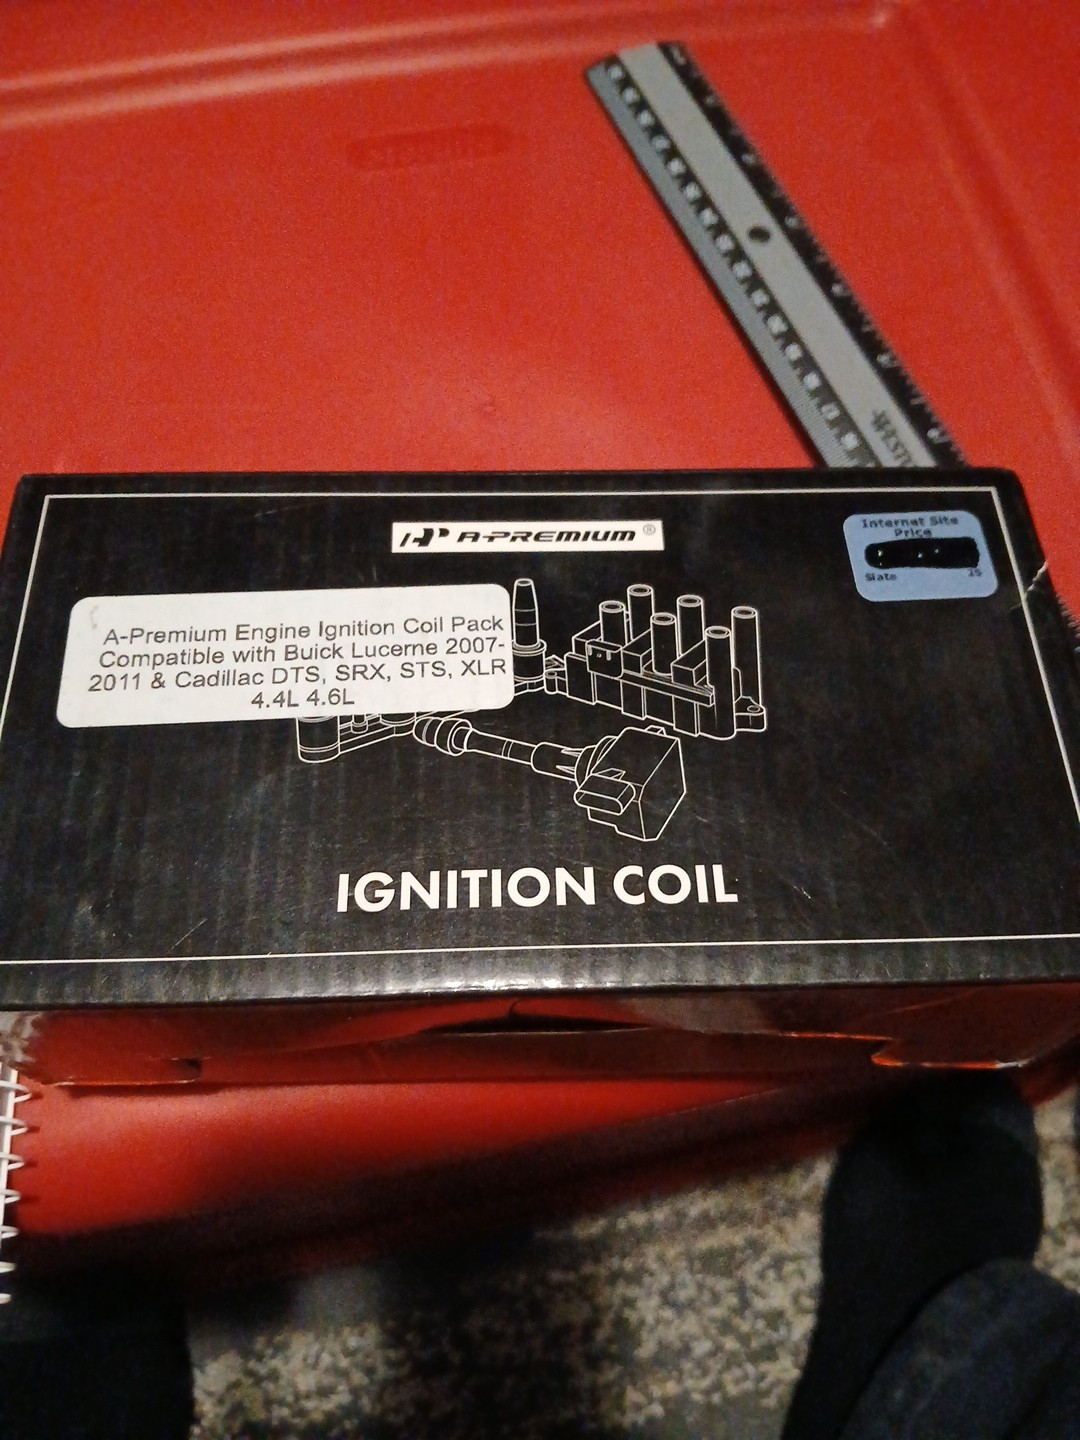 A-PREMIUM®
Internet Site
Price
Slate 15
A-Premium Engine Ignition Coil Pack
Compatible with Buick Lucerne 2007-
2011 & Cadillac DTS, SRX, STS, XLR
4.4L 4.6L
IGNITION COIL